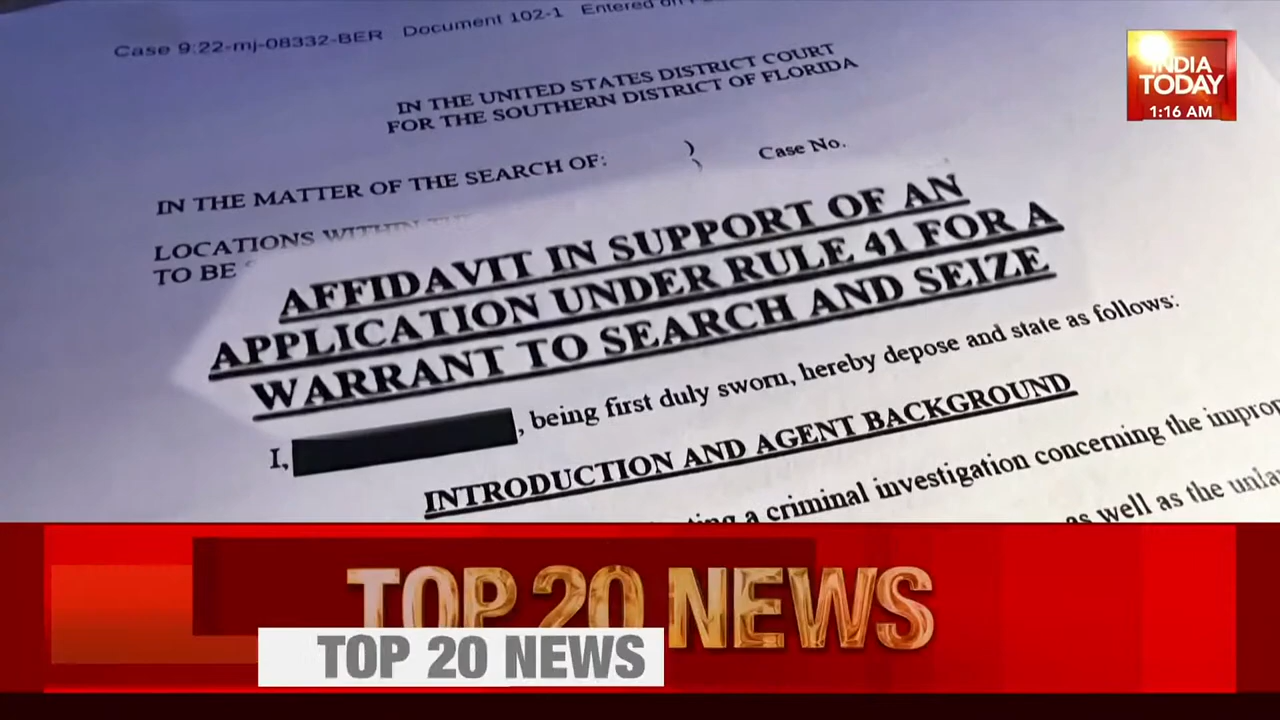 Case 9:22-mj-08332-BER Document 102-1 Entered on
INDIA
TODAY
1:16 AM
IN THE UNITED STATES DISTRICT COURT
FOR THE SOUTHERN DISTRICT OF FLORIDA
IN THE MATTER OF THE SEARCH OF: ) Case No.
)
LOCATIONS WITHIN THE
TO BE
AFFIDAVIT IN SUPPORT OF AN
APPLICATION UNDER RULE 41 FOR A
WARRANT TO SEARCH AND SEIZE
I, , being first duly sworn, hereby depose and state as follows:
INTRODUCTION AND AGENT BACKGROUND
a criminal investigation concerning the
as well as the
TOP 20 NEWS
TOP 20 NEWS